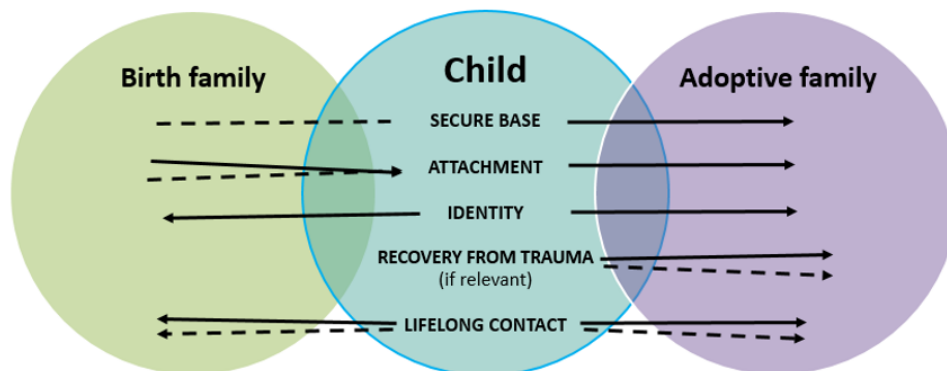 Birth family
Child
Adoptive family
SECURE BASE
ATTACHMENT
IDENTITY
RECOVERY FROM TRAUMA
(if relevant)
LIFELONG CONTACT